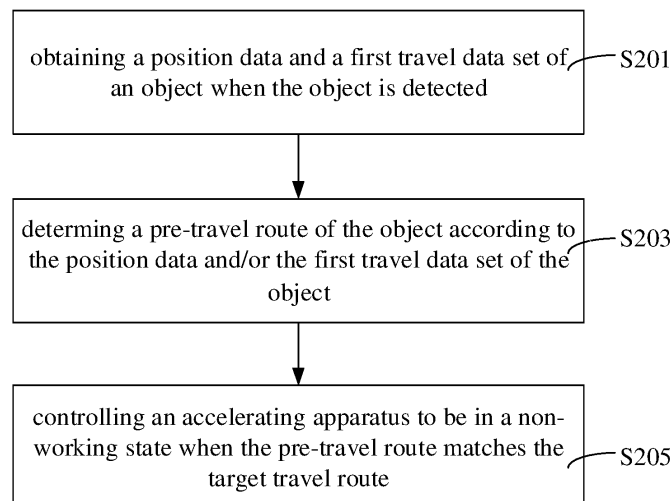 obtaining a position data and a first travel data set of
an object when the object is detected
S201
determing a pre-travel route of the object according to
the position data and/or the first travel data set of the
object
S203
controlling an accelerating apparatus to be in a non-
working state when the pre-travel route matches the
target travel route
S205